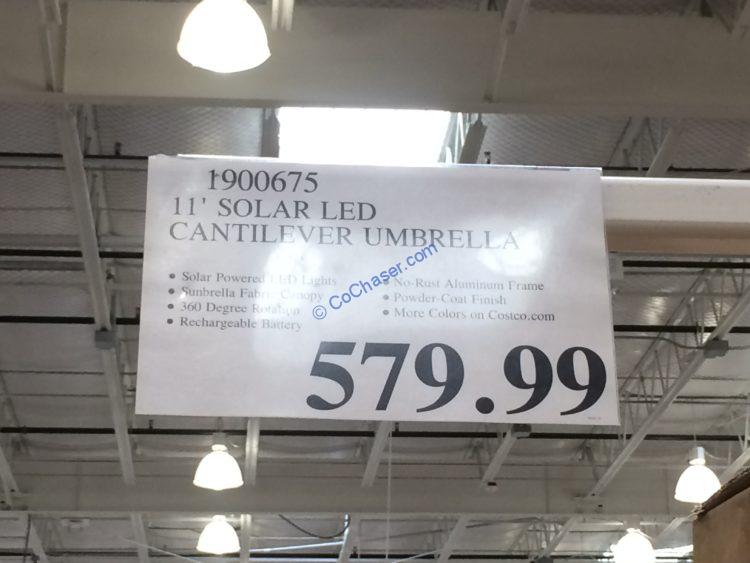 1900675
11' SOLAR LED
CANTILEVER UMBRELLA
• Solar Powered LED Lights
• Sunbrella Fabric Canopy
• 360 Degree Rotation
• Rechargeable Battery
• No-Rust Aluminum Frame
• Powder-Coat Finish
• More Colors on Costco.com
© CoChaser.com
579.99